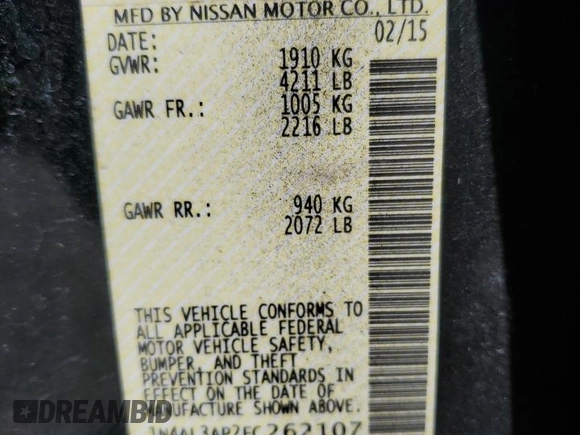 MFD BY NISSAN MOTOR CO., LTD.
DATE: 02/15
GVWR: 1910 KG
4211 LB
GAWR FR.: 1005 KG
2216 LB
GAWR RR.: 940 KG
2072 LB
THIS VEHICLE CONFORMS TO
ALL APPLICABLE FEDERAL
MOTOR VEHICLE SAFETY,
BUMPER, AND THEFT
PREVENTION STANDARDS IN
EFFECT ON THE DATE OF
MANUFACTURE SHOWN ABOVE.
1N4AL3AP7FC262107
BIDINFO